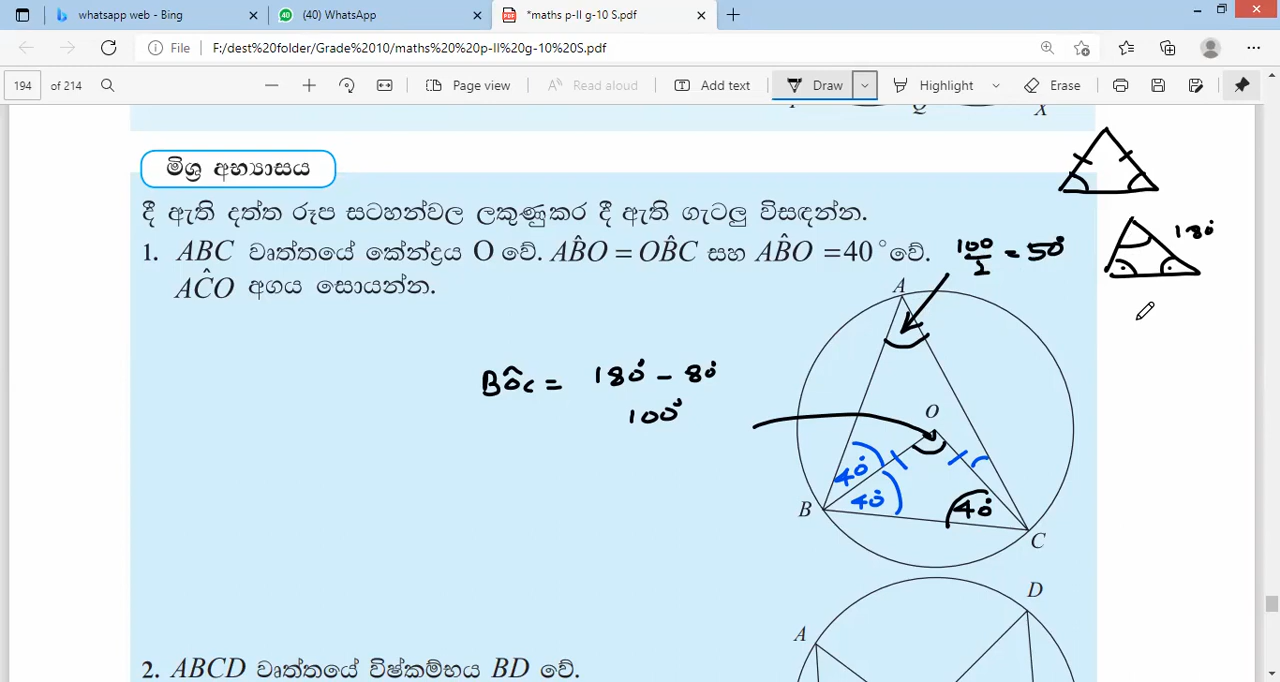 whatsapp web - Bing
(40) WhatsApp
*maths p-II g-10 S.pdf
File F:/dest%20folder/Grade%2010/maths%20%20p-II%20g-10%20S.pdf
194 of 214
Page view
Read aloud
Add text
Draw
Highlight
Erase
Q
X
මිශ්‍ර අභ්‍යාසය
දී ඇති දත්ත රූප සටහන්වල ලකුණුකර දී ඇති ගැටලු විසඳන්න.
1. ABC වෘත්තයේ කේන්ද්‍රය O වේ. AB̂O = OB̂C සහ AB̂O = 40°වේ.
AĈO අගය සොයන්න.
100/2 = 50°
180°
A
BÔC = 180° - 80°
100°
O
40°
40°
40°
B
C
D
A
2. ABCD වෘත්තයේ විෂ්කම්භය BD වේ.